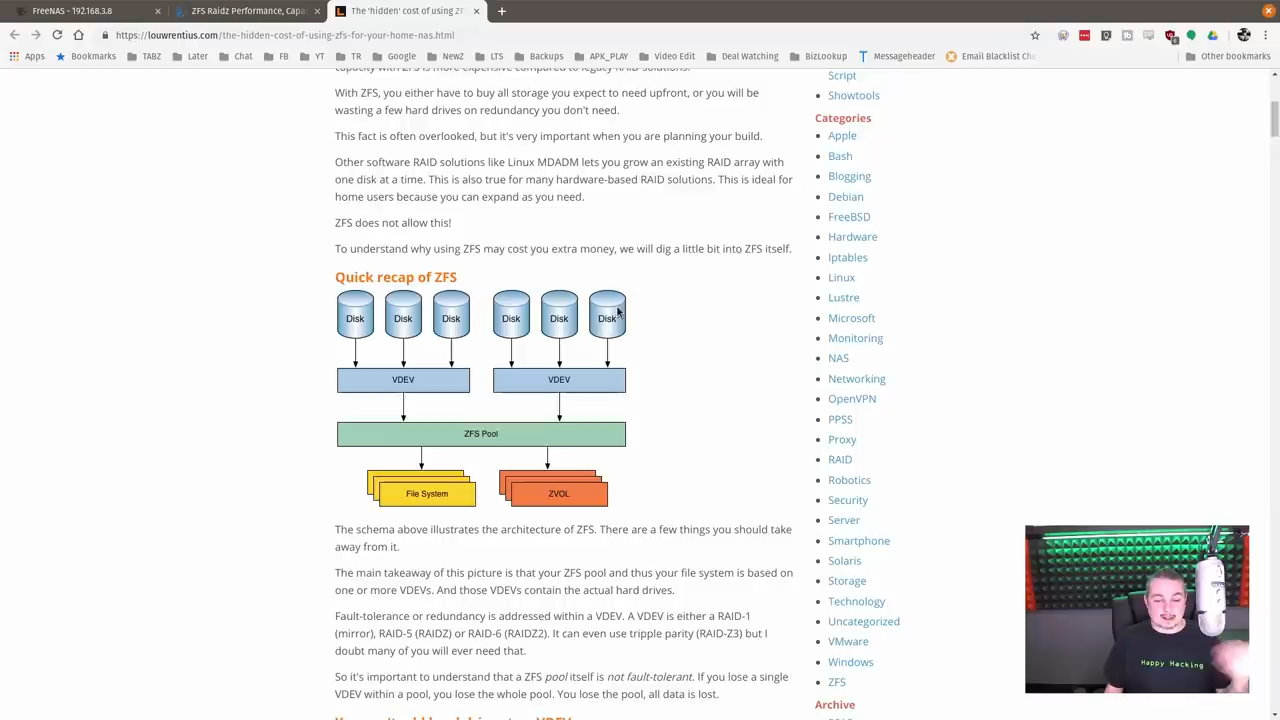 FreeNAS - 192.168.3.8
ZFS Raidz Performance, Capa
The 'hidden' cost of using ZF
https://louwrentius.com/the-hidden-cost-of-using-zfs-for-your-home-nas.html
Apps
Bookmarks
TABZ
Later
Chat
FB
YT
TR
NewZ
LTS
Backups
APK_PLAY
Video Edit
Deal Watching
BizLookup
Messageheader
Email Blacklist Che
Other bookmarks
capacity with ZFS is more expensive compared to legacy RAID solutions.
With ZFS, you either have to buy all storage you expect to need upfront, or you will be
wasting a few hard drives on redundancy you don't need.
This fact is often overlooked, but it's very important when you are planning your build.
Other software RAID solutions like Linux MDADM lets you grow an existing RAID array with
one disk at a time. This is also true for many hardware-based RAID solutions. This is ideal for
home users because you can expand as you need.
ZFS does not allow this!
To understand why using ZFS may cost you extra money, we will dig a little bit into ZFS itself.
Quick recap of ZFS
Disk
Disk
Disk
Disk
Disk
Disk
VDEV
VDEV
ZFS Pool
File System
ZVOL
The schema above illustrates the architecture of ZFS. There are a few things you should take
away from it.
The main takeaway of this picture is that your ZFS pool and thus your file system is based on
one or more VDEVs. And those VDEVs contain the actual hard drives.
Fault-tolerance or redundancy is addressed within a VDEV. A VDEV is either a RAID-1
(mirror), RAID-5 (RAIDZ) or RAID-6 (RAIDZ2). It can even use tripple parity (RAID-Z3) but I
doubt many of you will ever need that.
So it's important to understand that a ZFS pool itself is not fault-tolerant. If you lose a single
VDEV within a pool, you lose the whole pool. You lose the pool, all data is lost.
Script
Showtools
Categories
Apple
Bash
Blogging
Debian
FreeBSD
Hardware
Iptables
Linux
Lustre
Microsoft
Monitoring
NAS
Networking
OpenVPN
PPSS
Proxy
RAID
Robotics
Security
Server
Smartphone
Solaris
Storage
Technology
Uncategorized
VMware
Windows
ZFS
Archive
Happy Hacking